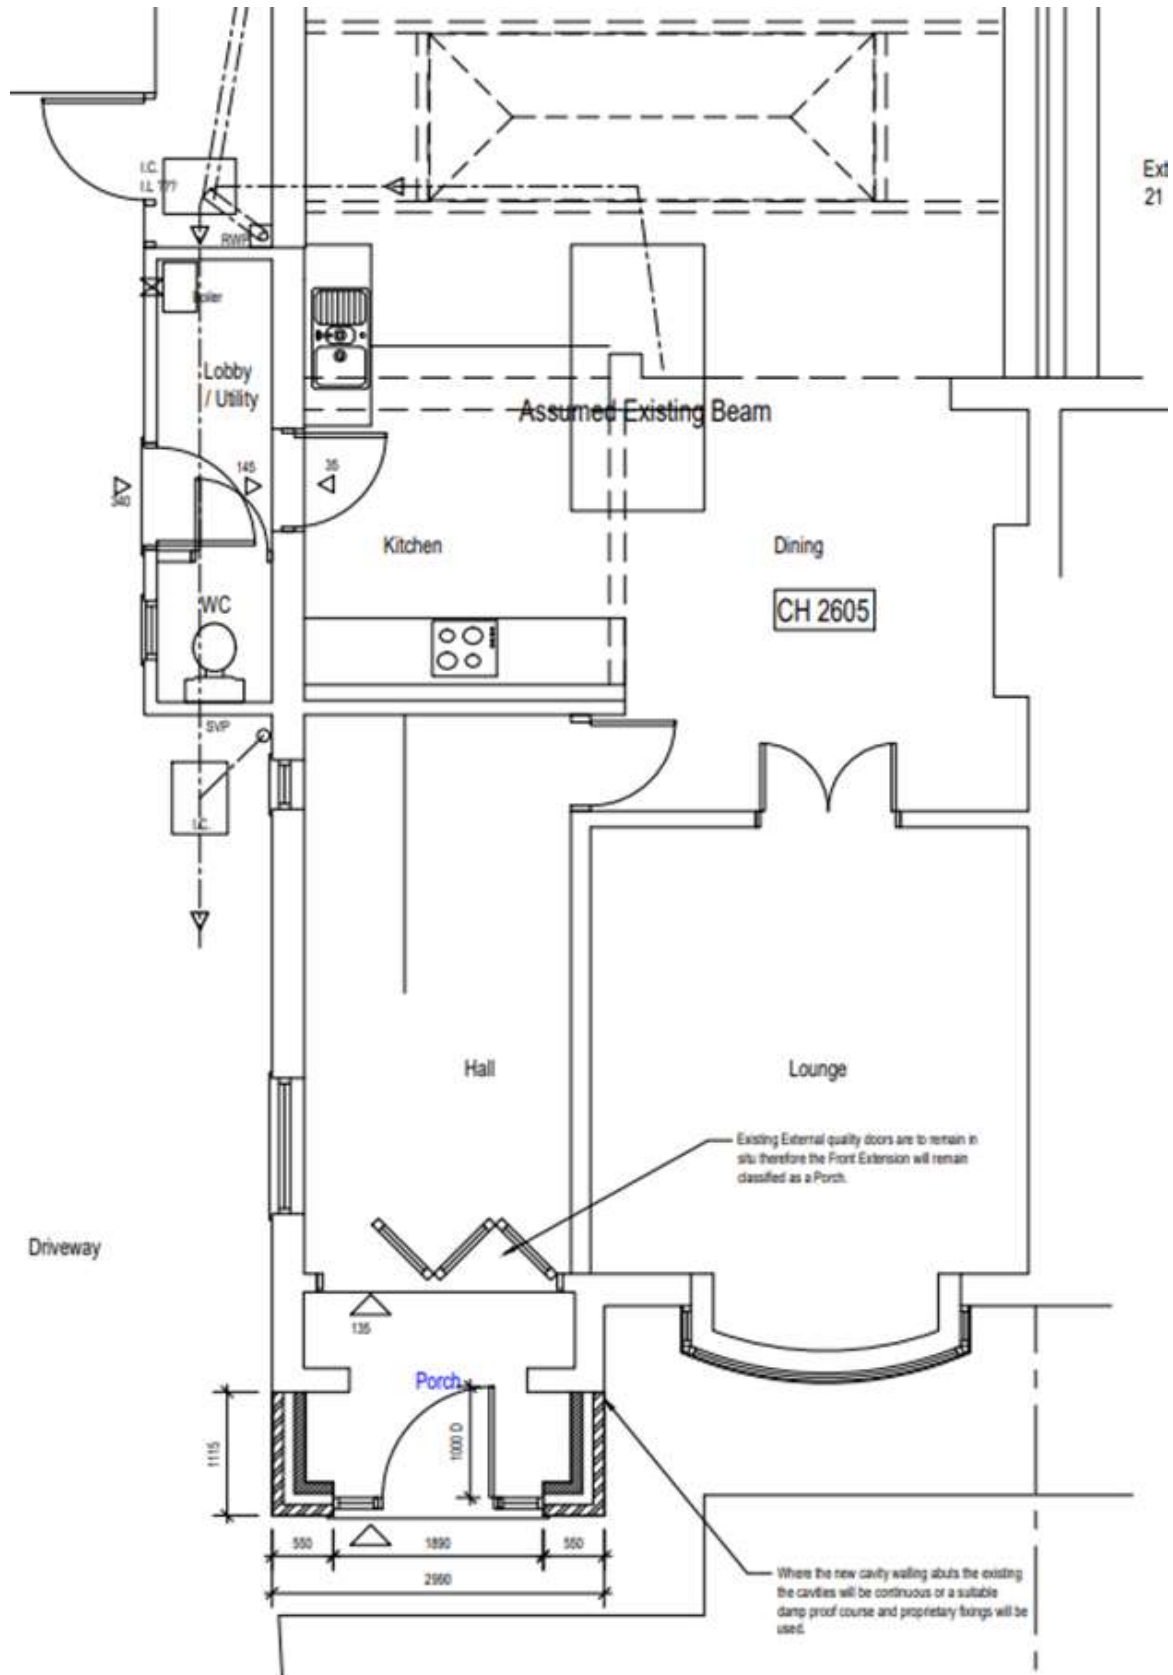 I.C.
I.L ???
Ext
21
RWP
Boiler
Lobby
/ Utility
Assumed Existing Beam
145
35
340
Kitchen
Dining
WC
CH 2605
SVP
I.C.
Hall
Lounge
Existing External quality doors are to remain in
situ therefore the Front Extension will remain
classified as a Porch.
Driveway
135
Porch
1000 D
1115
550
1890
550
2990
Where the new cavity walling abuts the existing
the cavities will be continuous or a suitable
damp proof course and proprietary fixings will be
used.